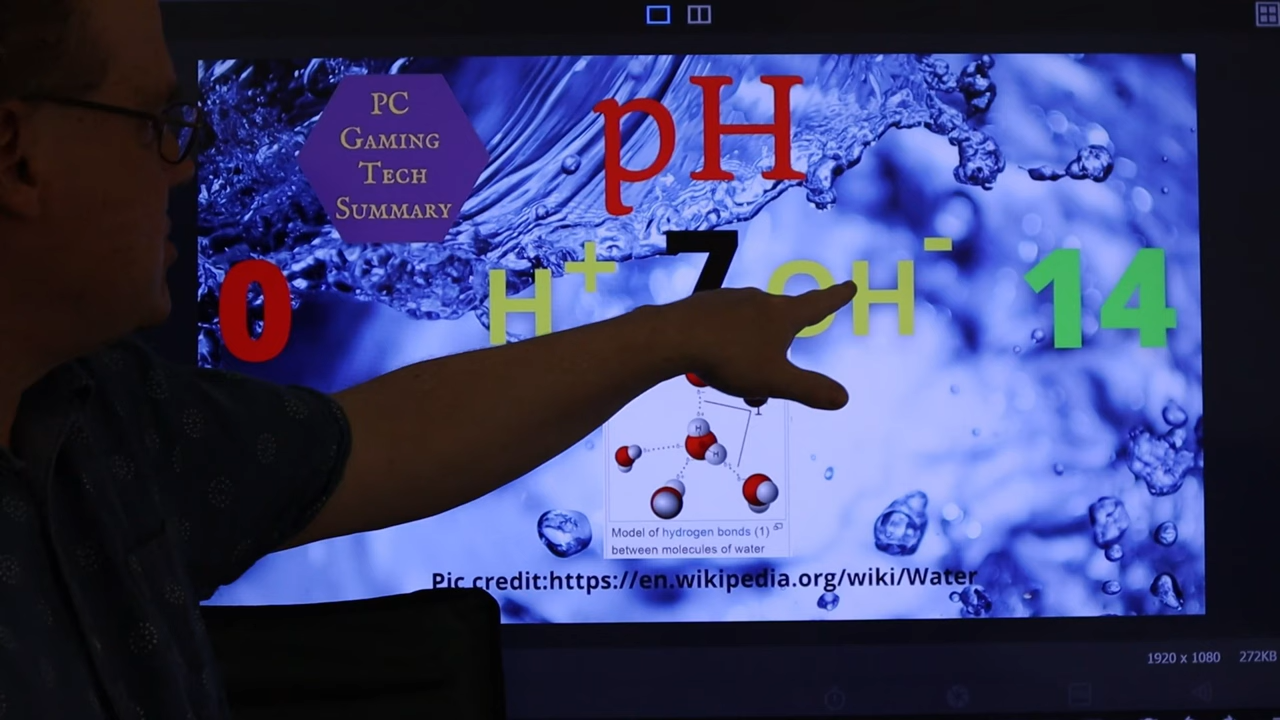 PC
GAMING
TECH
SUMMARY
pH
0 H+ 7 OH- 14
H
H
Model of hydrogen bonds (1)
between molecules of water
Pic credit:https://en.wikipedia.org/wiki/Water
1920 x 1080 272KB